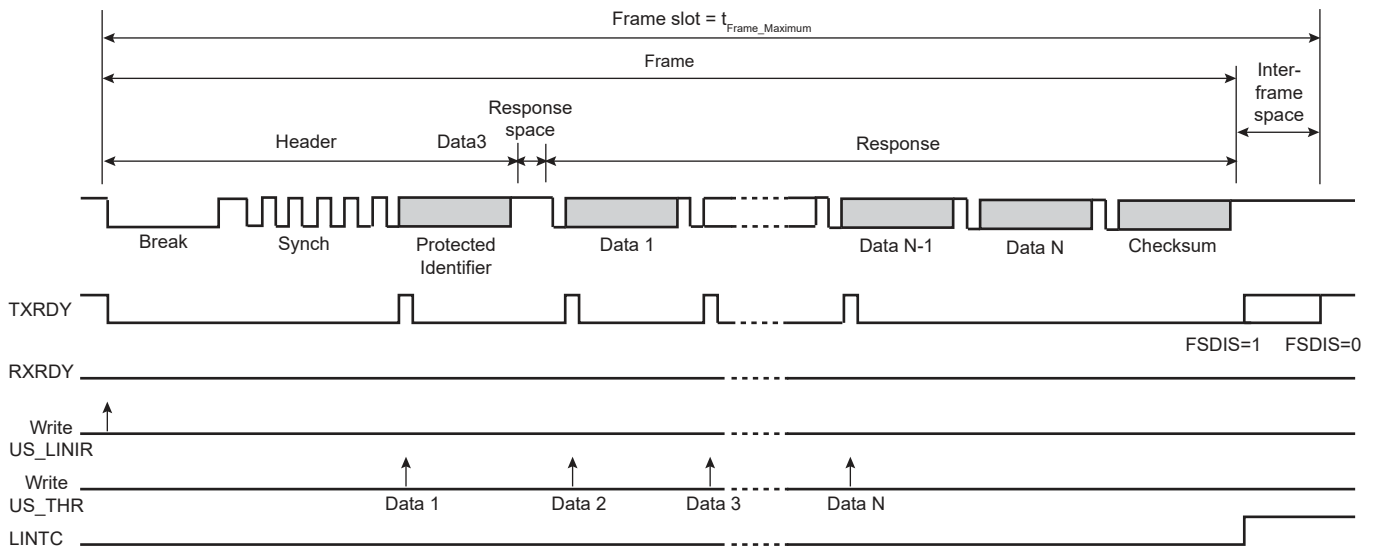 Frame slot = tFrame_Maximum
Frame
Inter-
frame
space
Response
space
Header
Data3
Response
Break
Synch
Protected
Identifier
Data 1
Data N-1
Data N
Checksum
TXRDY
FSDIS=1
FSDIS=0
RXRDY
Write
US_LINIR
Write
US_THR
Data 1
Data 2
Data 3
Data N
LINTC